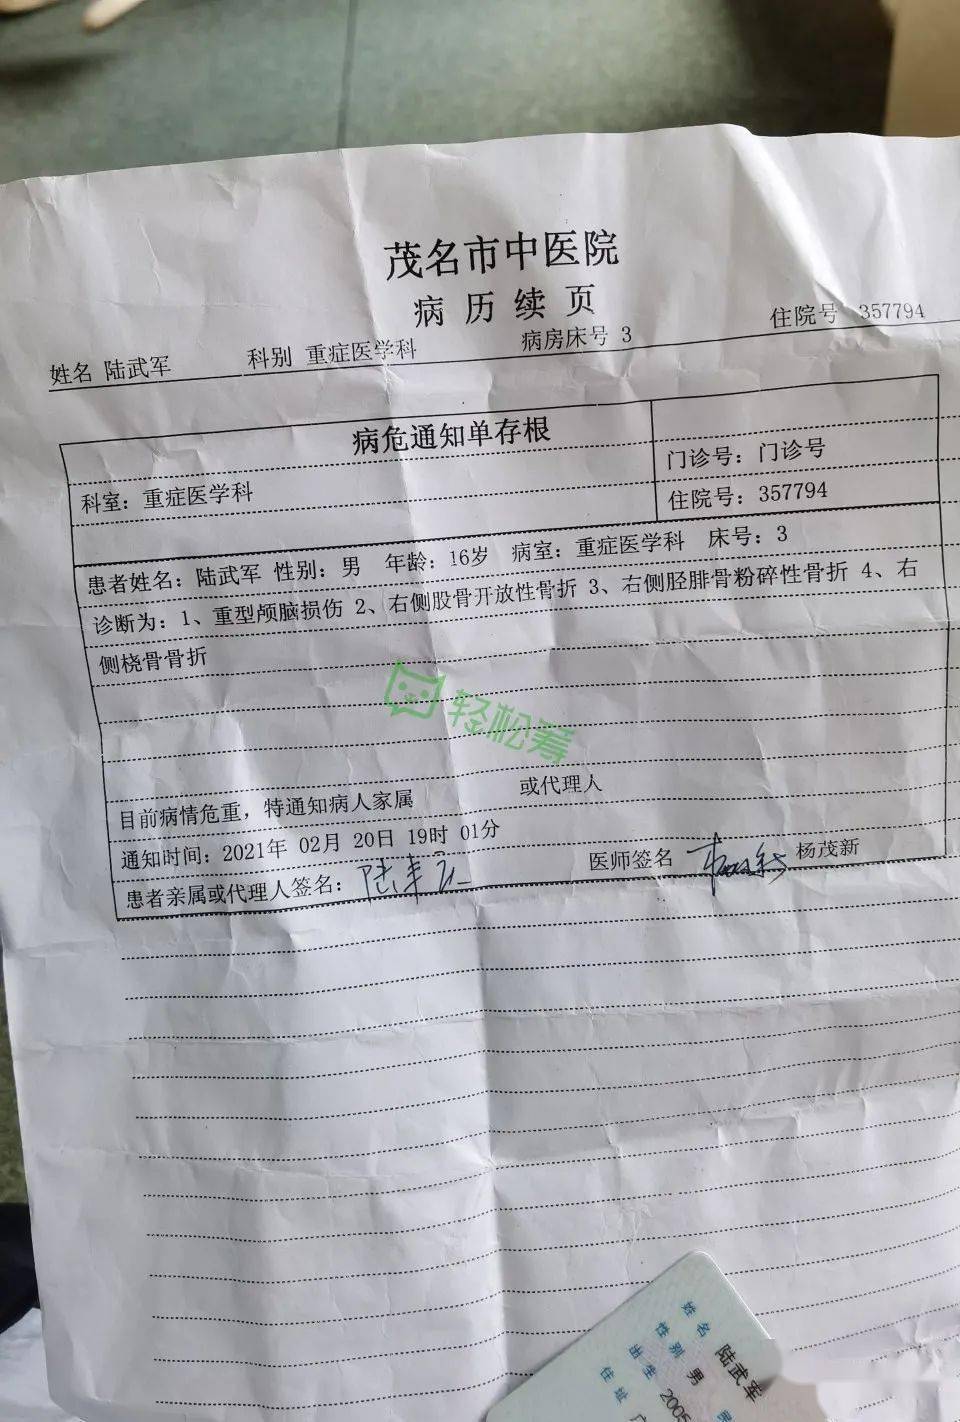 茂名市中医院
病历续页
姓名 陆武军 科别 重症医学科 病房床号 3 住院号 357794
病危通知单存根
门诊号：门诊号
科室：重症医学科
住院号：357794
患者姓名：陆武军 性别：男 年龄：16岁 病室：重症医学科 床号：3
诊断为：1、重型颅脑损伤 2、右侧股骨开放性骨折 3、右侧胫腓骨粉碎性骨折 4、右
侧桡骨骨折
轻松筹
目前病情危重，特通知病人家属 或代理人
通知时间：2021年 02月 20日 19时 01分
患者亲属或代理人签名： 医师签名 杨茂新
姓名 陆武军
性别 男
出生 2005
住址